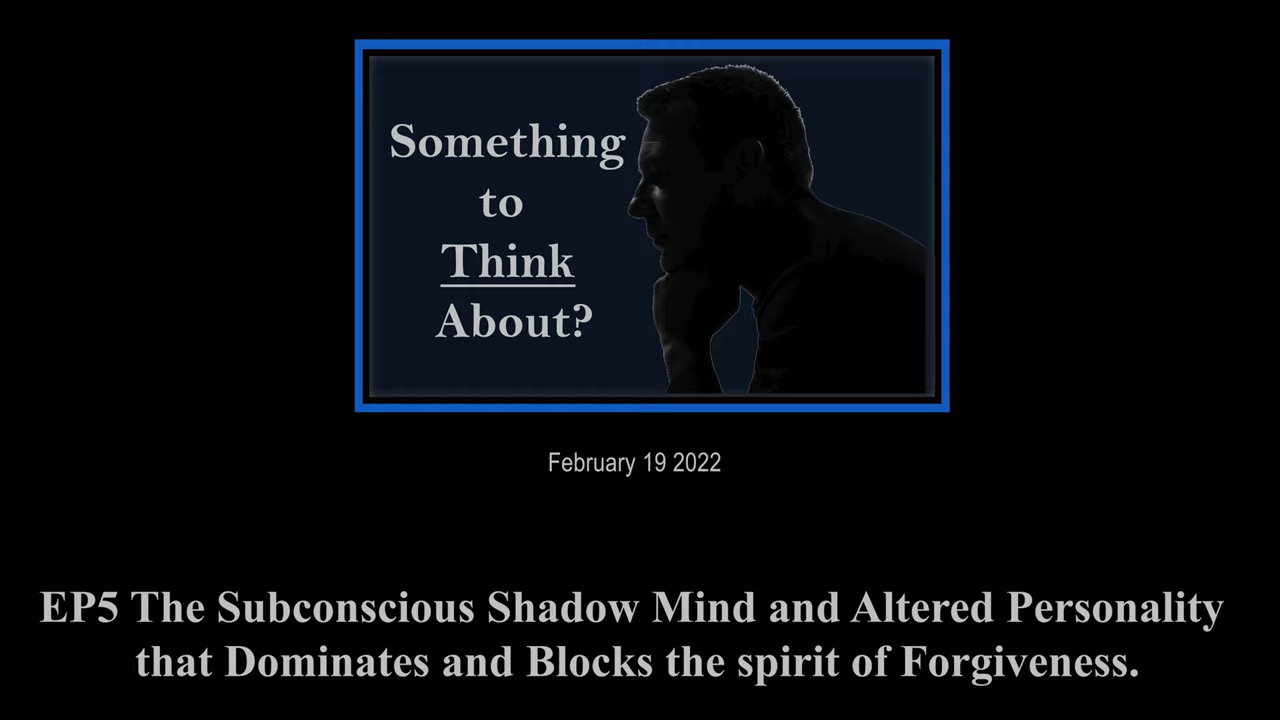 Something
to
Think
About?
February 19 2022
EP5 The Subconscious Shadow Mind and Altered Personality
that Dominates and Blocks the spirit of Forgiveness.